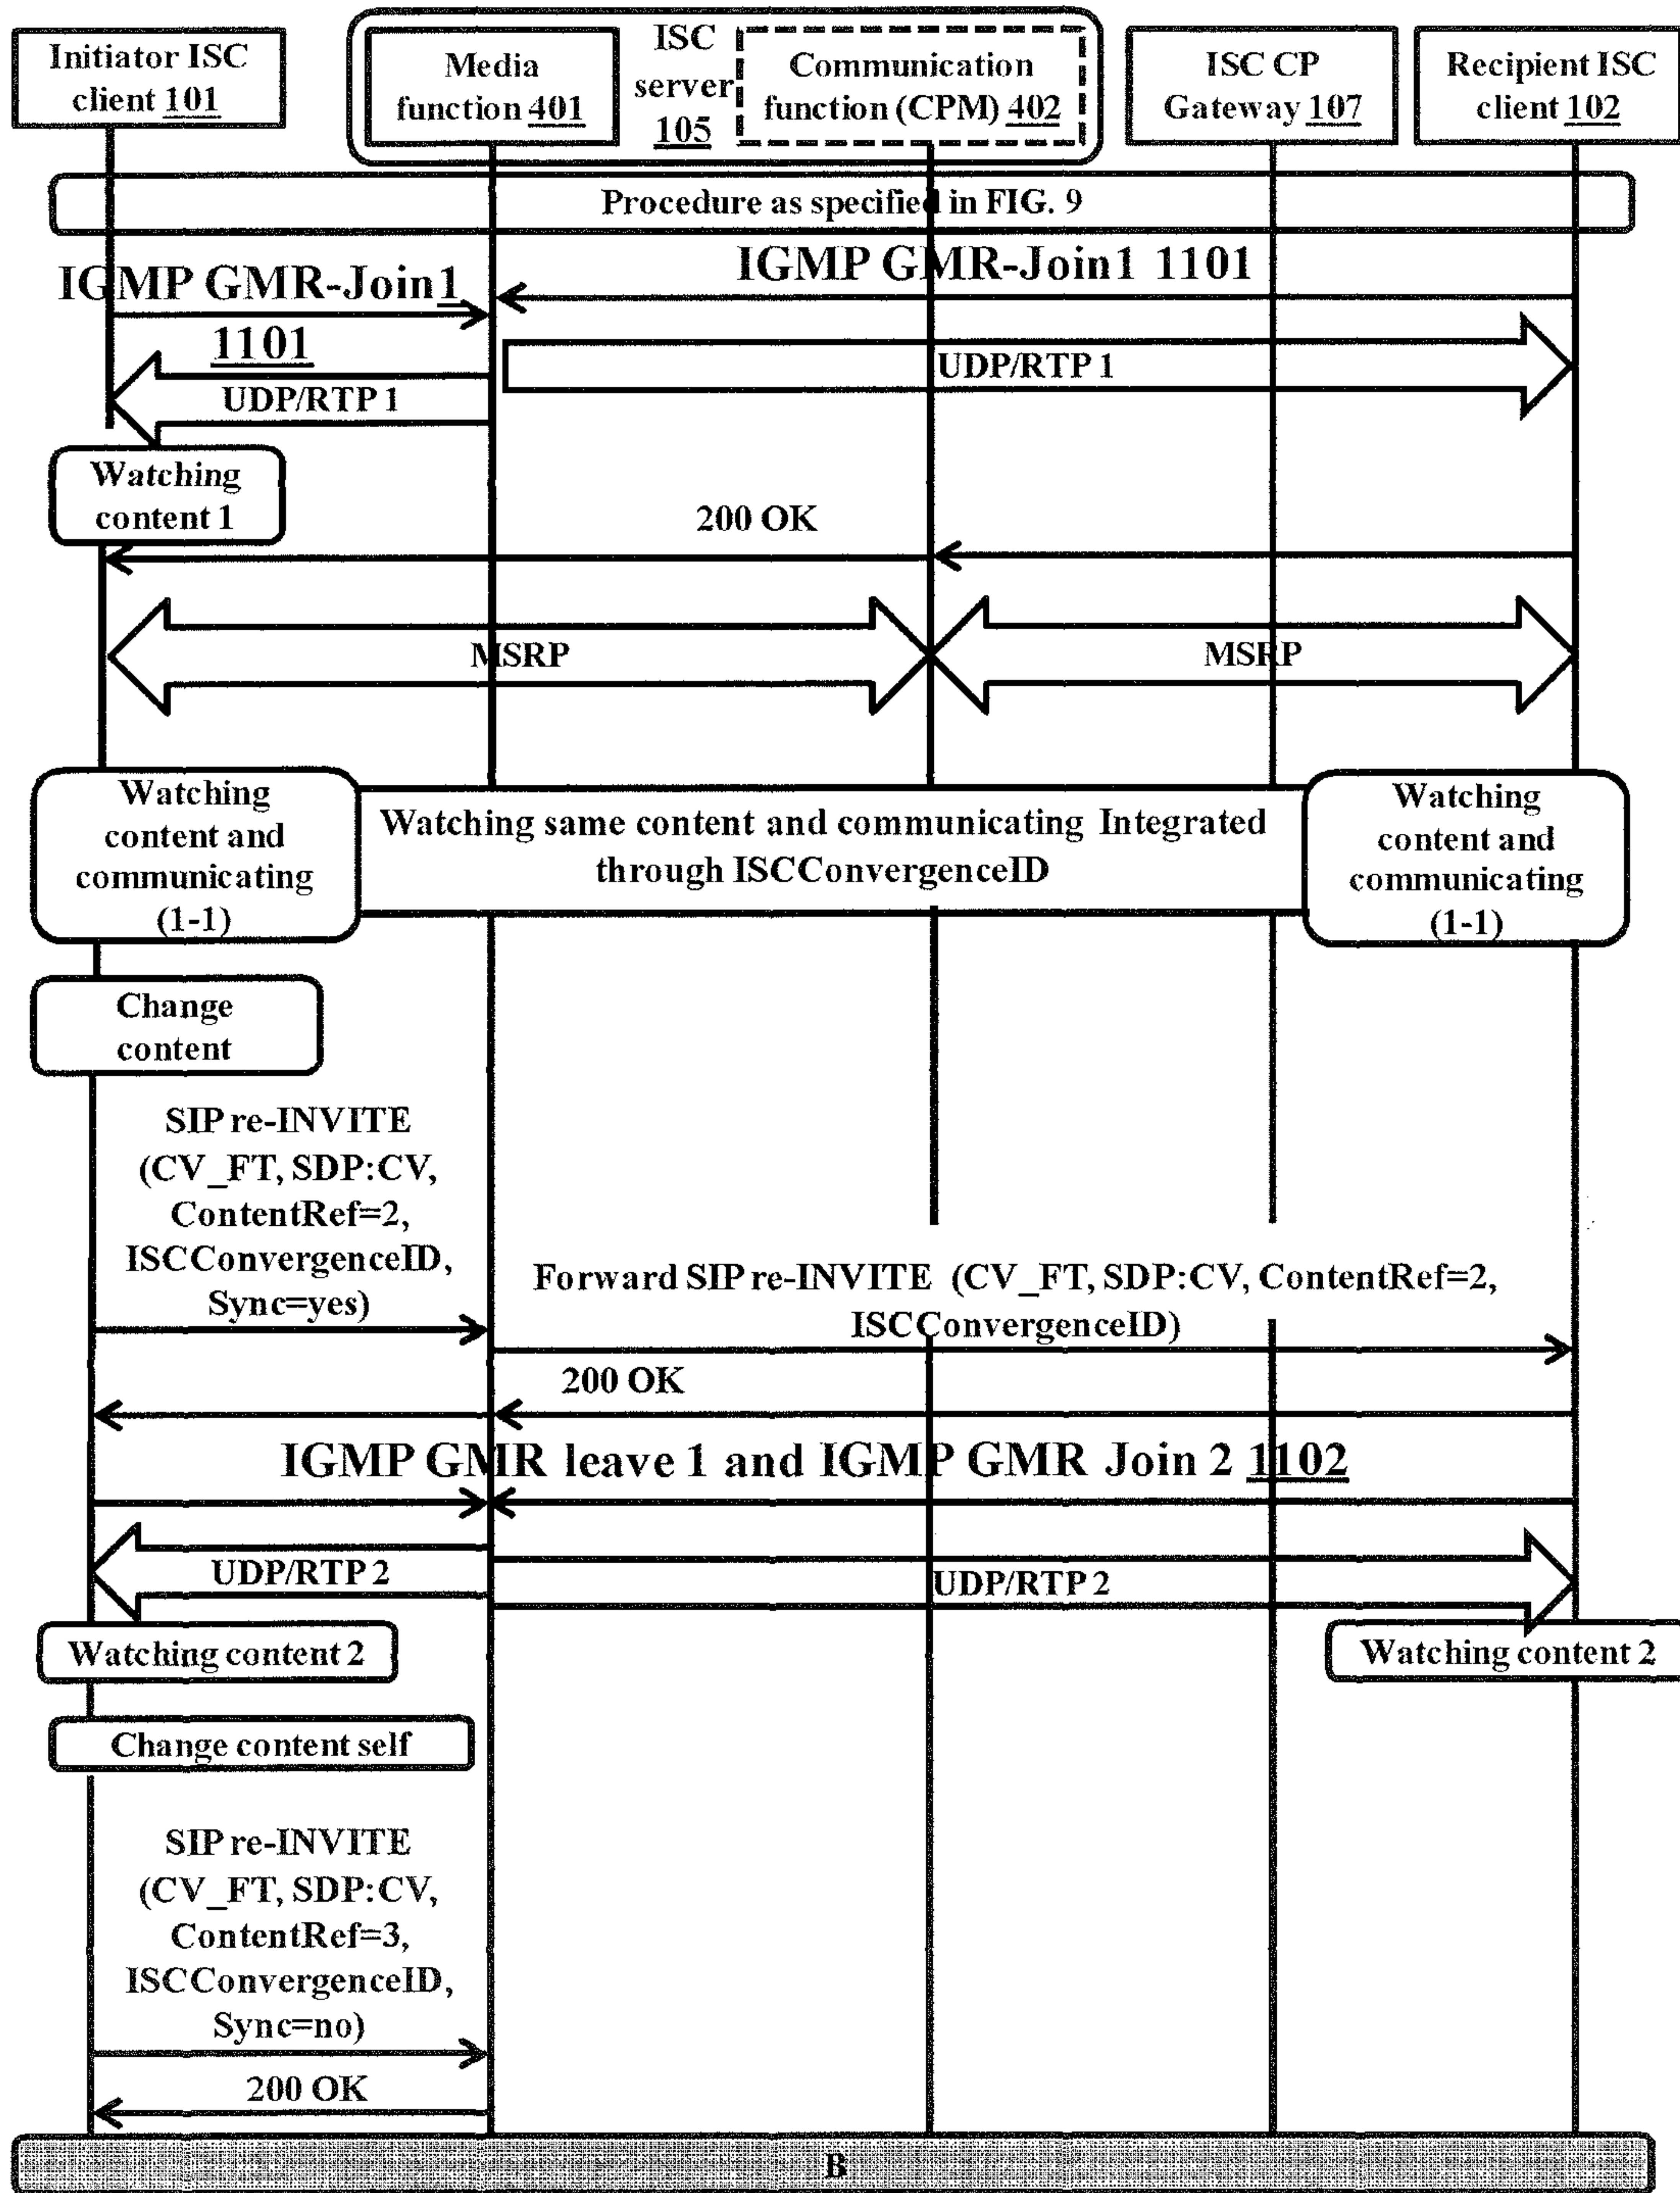 Initiator ISC
client 101
Media
function 401
ISC
server
105
Communication
function (CPM) 402
ISC CP
Gateway 107
Recipient ISC
client 102
Procedure as specified in FIG. 9
IGMP GMR-Join1 1101
IGMP GMR-Join1
1101
UDP/RTP 1
UDP/RTP 1
Watching
content 1
200 OK
MSRP
MSRP
Watching
content and
communicating
(1-1)
Watching same content and communicating Integrated
through ISCConvergenceID
Watching
content and
communicating
(1-1)
Change
content
SIP re-INVITE
(CV_FT, SDP:CV,
ContentRef=2,
ISCConvergenceID,
Sync=yes)
Forward SIP re-INVITE (CV_FT, SDP:CV, ContentRef=2,
ISCConvergenceID)
200 OK
IGMP GMR leave 1 and IGMP GMR Join 2 1102
UDP/RTP 2
UDP/RTP 2
Watching content 2
Watching content 2
Change content self
SIP re-INVITE
(CV_FT, SDP:CV,
ContentRef=3,
ISCConvergenceID,
Sync=no)
200 OK
B